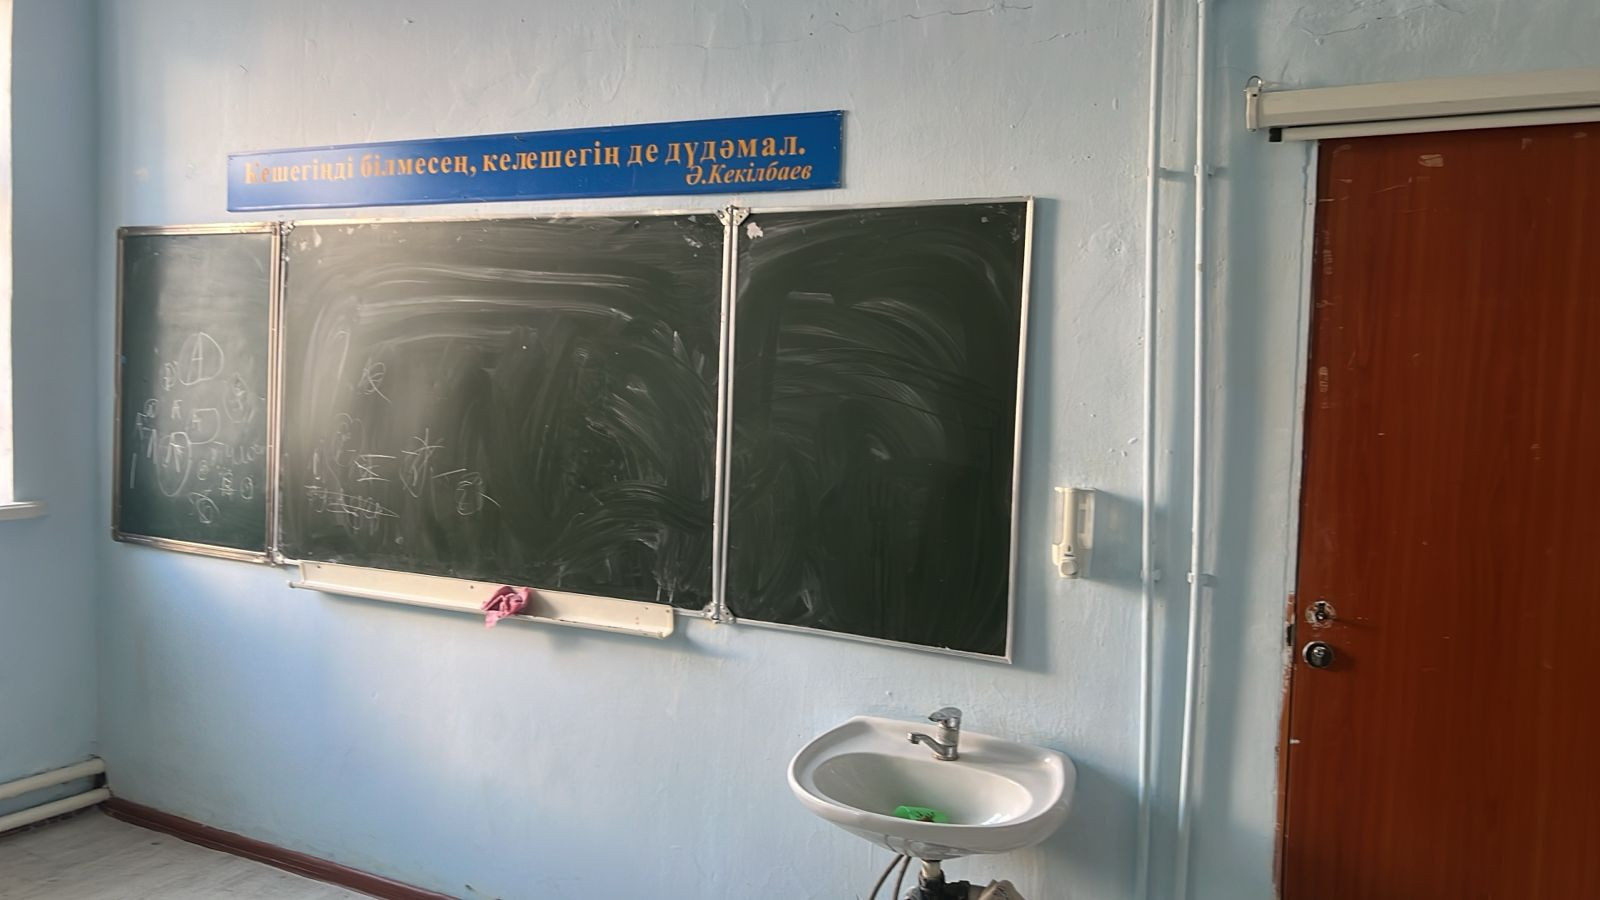 Кешегіңді білмесең, келешегің де дүдәмал.
Ә.Кекілбаев